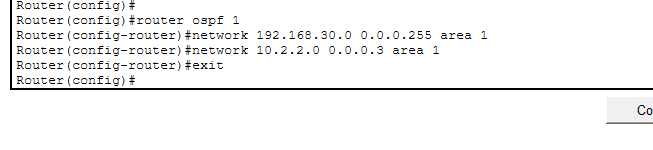 Router(config)#
Router(config)#router ospf 1
Router(config-router)#network 192.168.30.0 0.0.0.255 area 1
Router(config-router)#network 10.2.2.0 0.0.0.3 area 1
Router(config-router)#exit
Router(config)#
Co